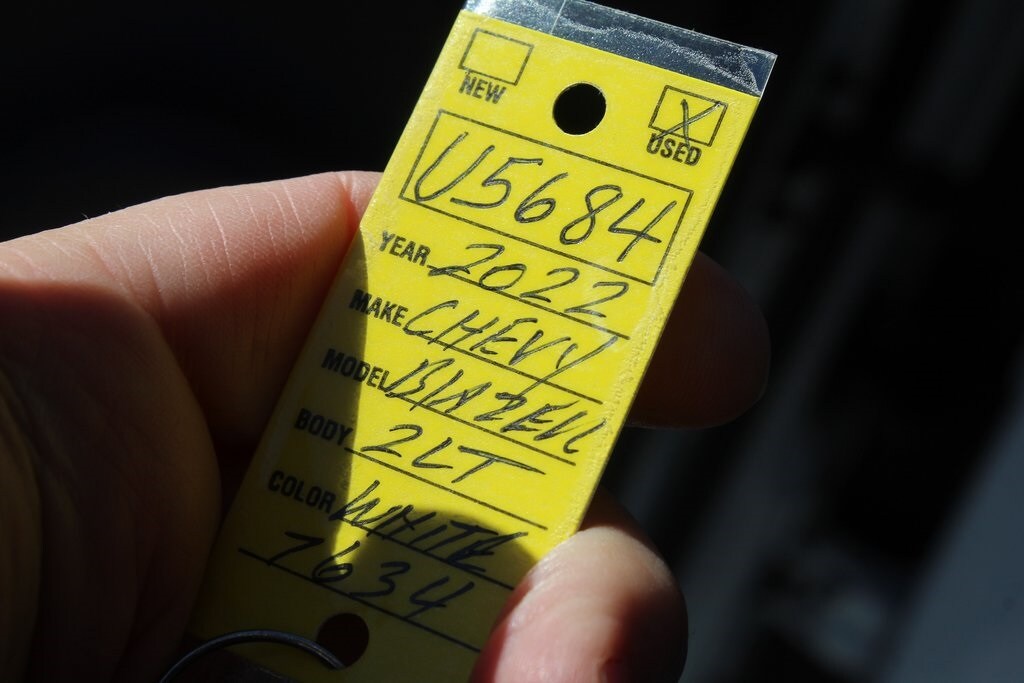 NEW
X
USED
U5684
YEAR 2022
MAKE CHEVY
MODEL BLAZER
BODY 2LT
COLOR WHITE
7634